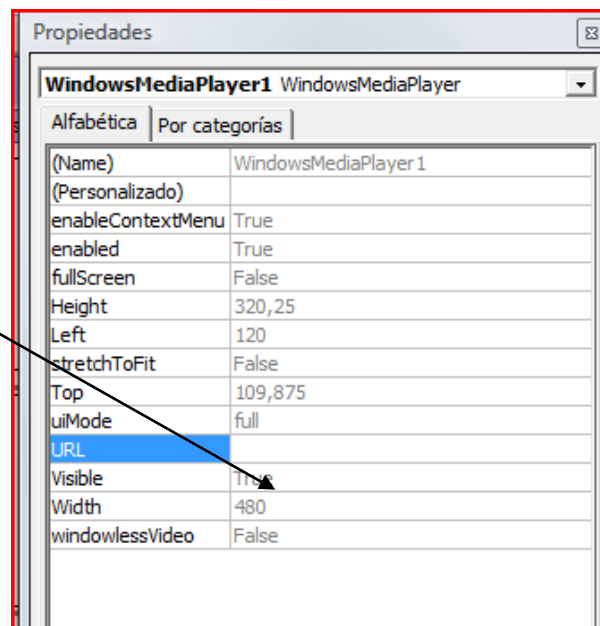 Propiedades
WindowsMediaPlayer1 WindowsMediaPlayer
Alfabética Por categorías
(Name) WindowsMediaPlayer1
(Personalizado)
enableContextMenu True
enabled True
fullScreen False
Height 320,25
Left 120
stretchToFit False
Top 109,875
uiMode full
URL
Visible True
Width 480
windowlessVideo False